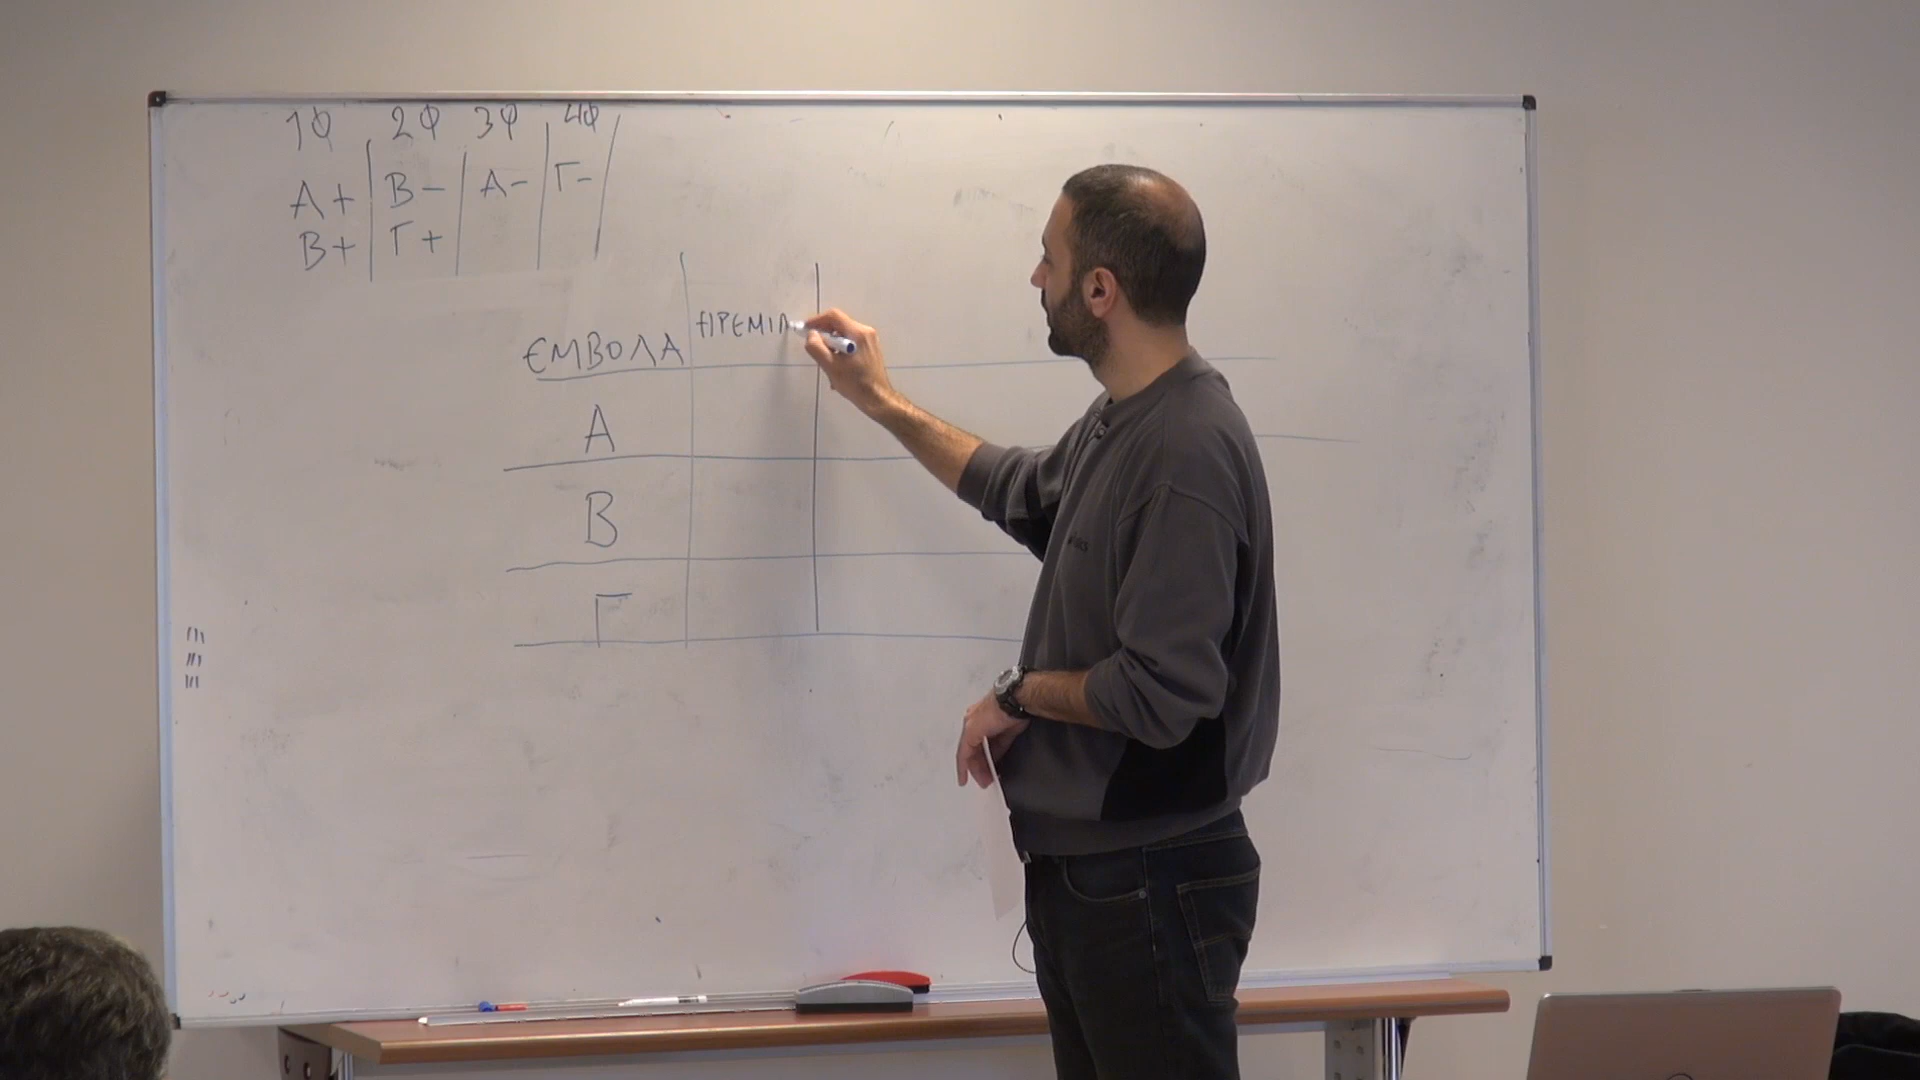 1Φ 2Φ 3Φ 4Φ
Α+ Β- Α- Γ-
Β+ Γ+
ΕΜΒΟΛΑ ΗΡΕΜΙΑ
Α
Β
Γ